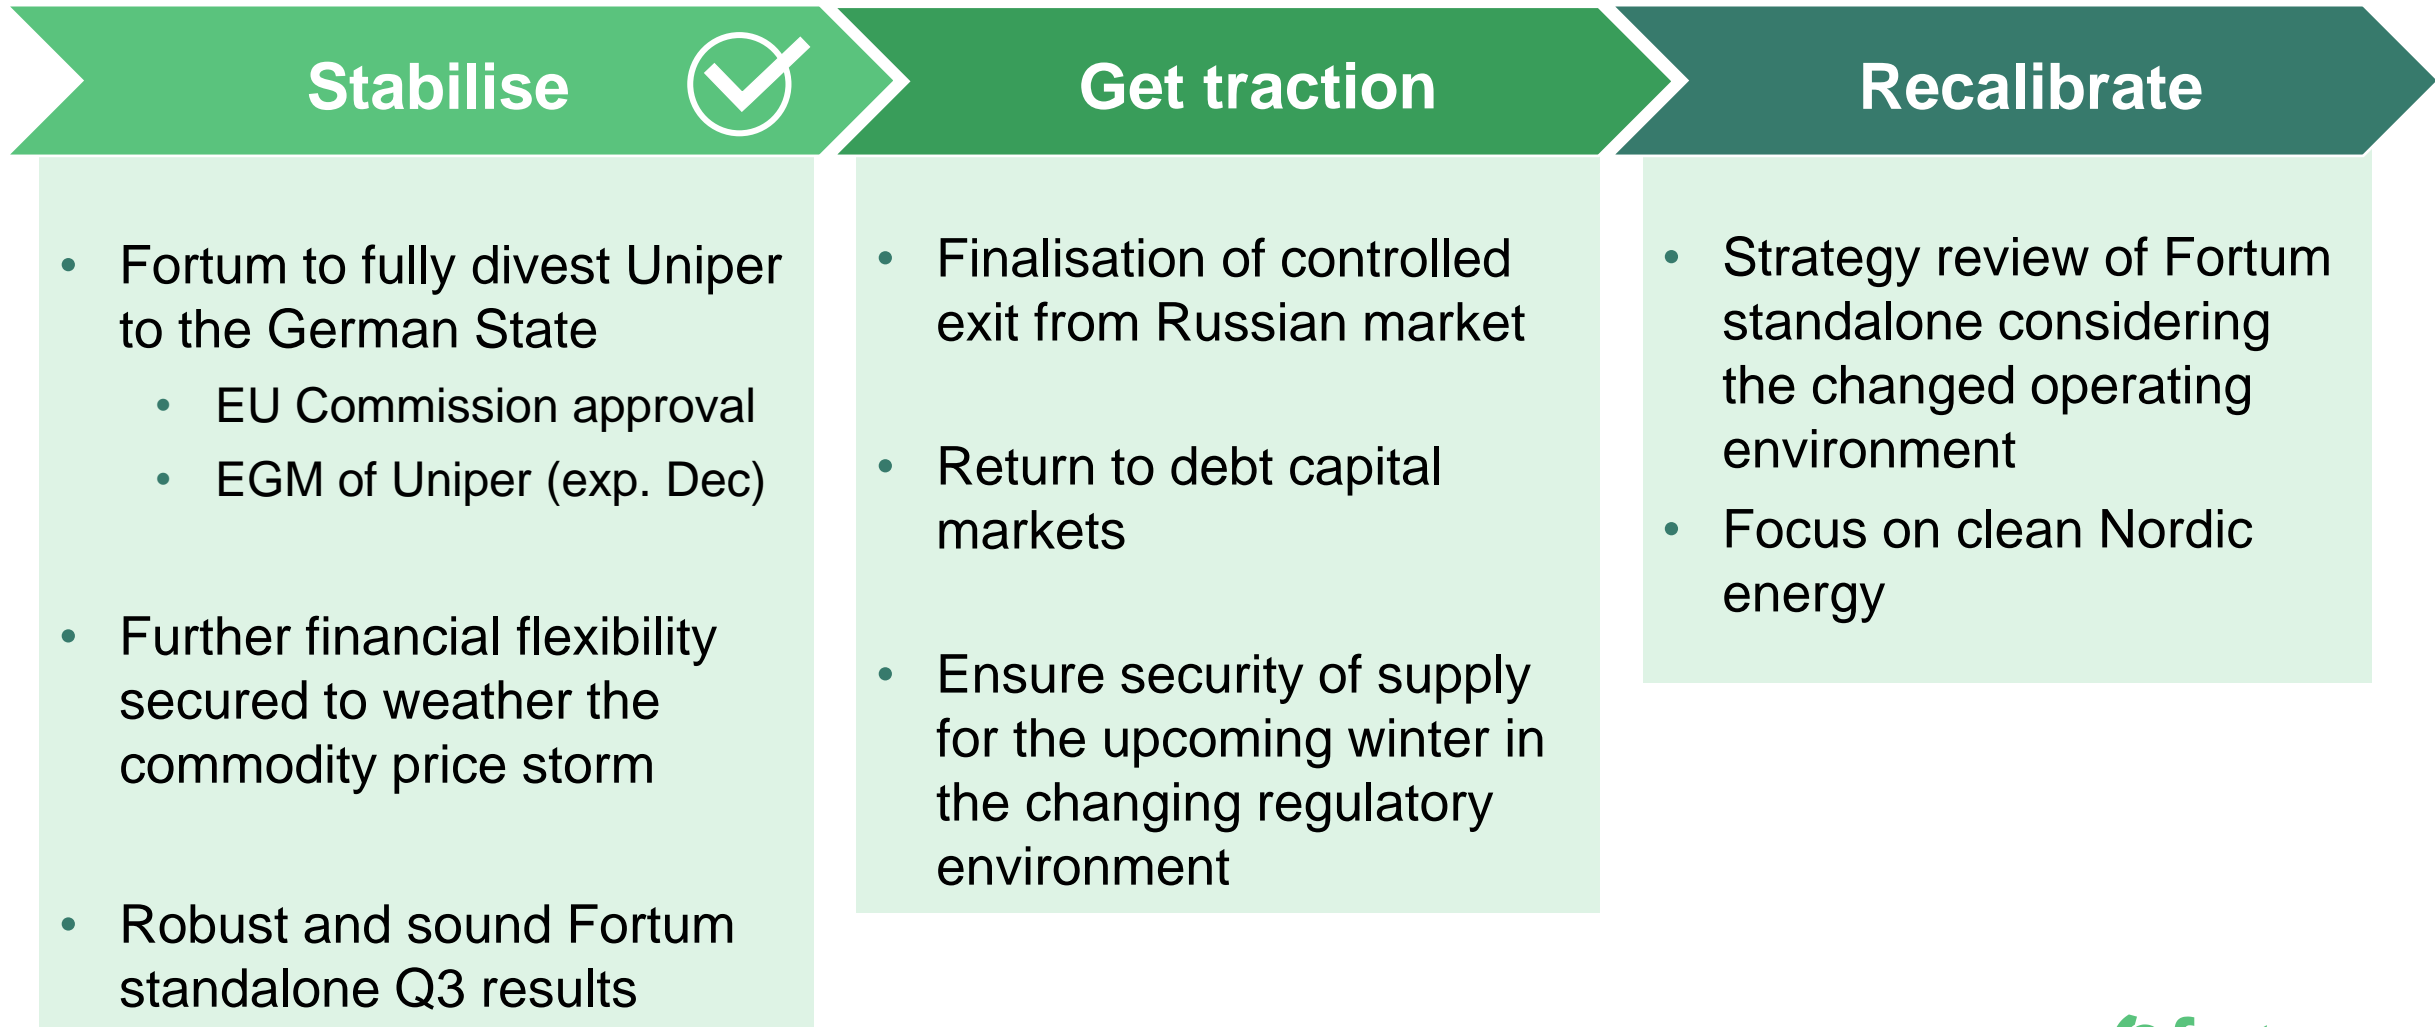 Stabilise
Get traction
Recalibrate
• Fortum to fully divest Uniper
to the German State
• EU Commission approval
• EGM of Uniper (exp. Dec)
• Further financial flexibility
secured to weather the
commodity price storm
• Robust and sound Fortum
standalone Q3 results
• Finalisation of controlled
exit from Russian market
• Return to debt capital
markets
• Ensure security of supply
for the upcoming winter in
the changing regulatory
environment
• Strategy review of Fortum
standalone considering
the changed operating
environment
• Focus on clean Nordic
energy